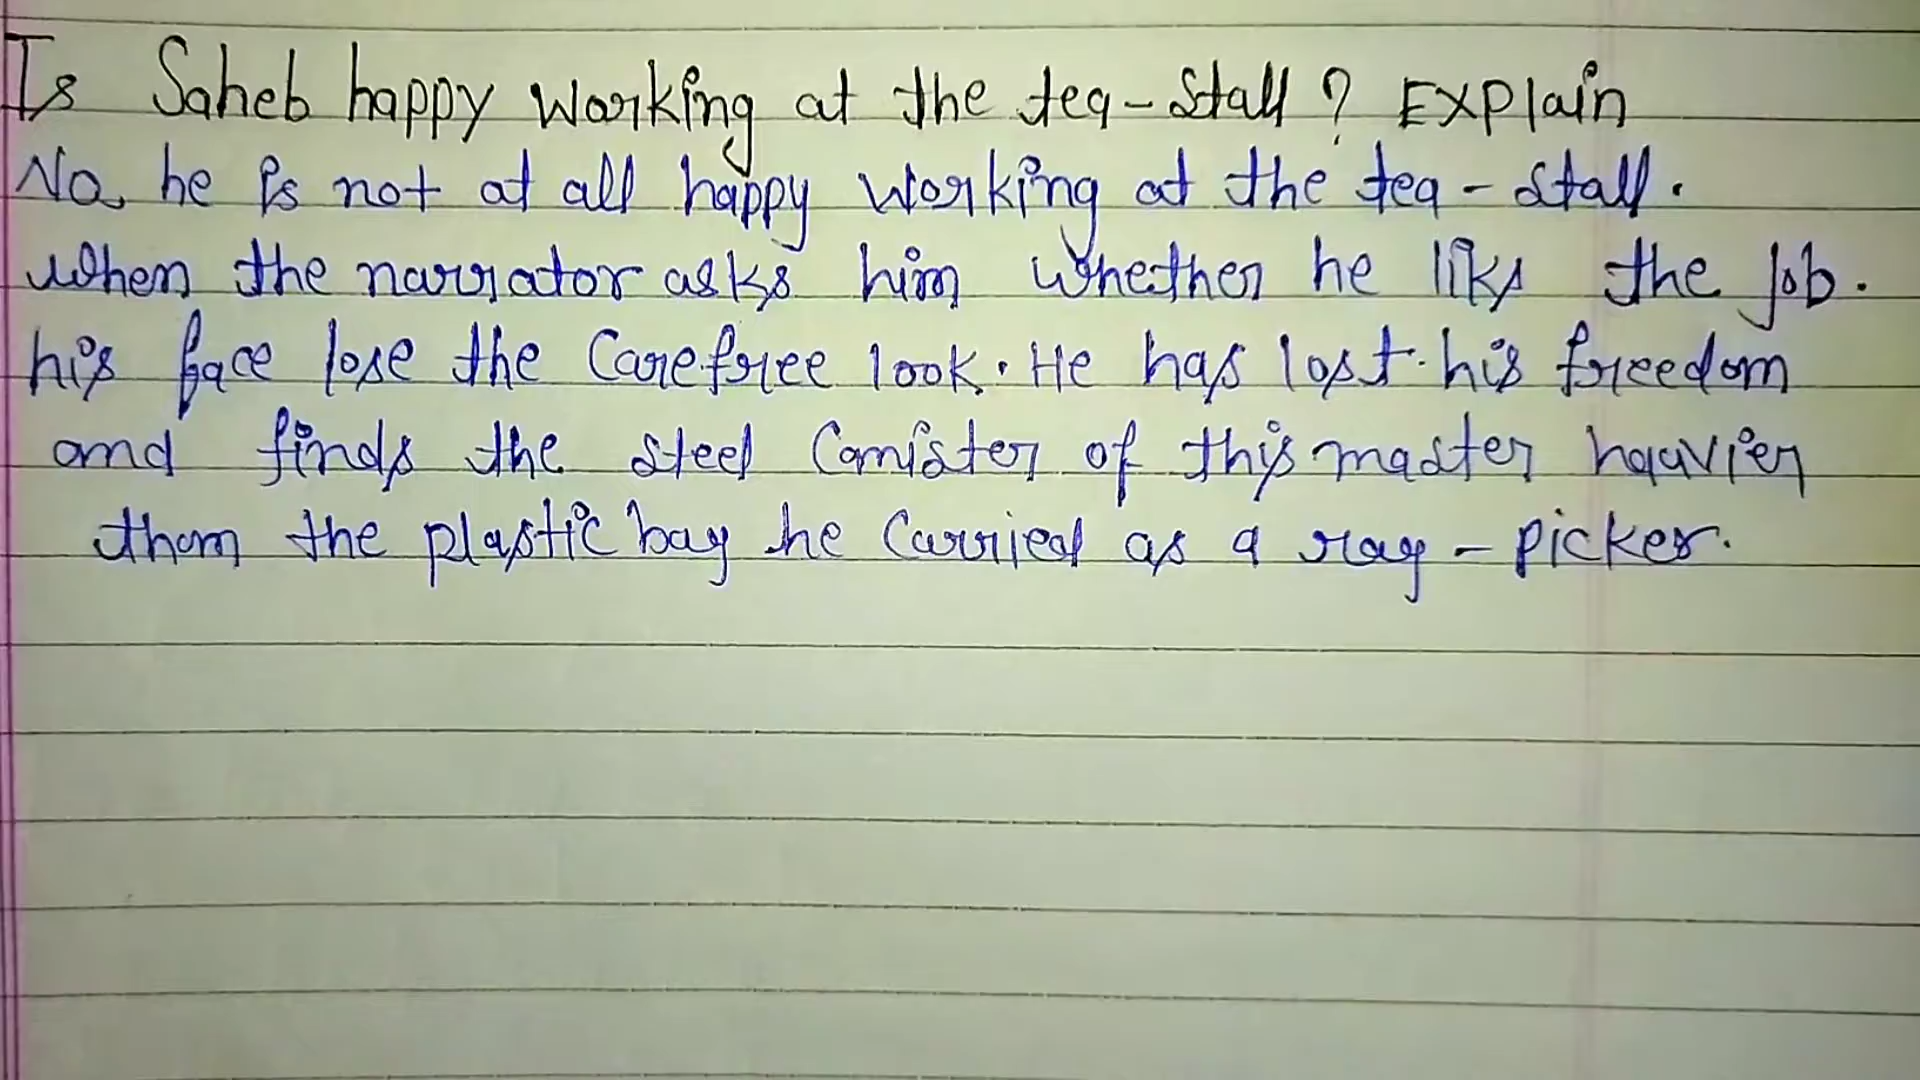 Is Saheb happy working at the tea-stall? Explain
No, he is not at all happy working at the tea-stall.
when the narrator asks him whether he liks the job.
his face lose the carefree look. He has lost his freedom
and finds the steel canister of this master haavier
than the plastic bag he carried as a rag-picker.